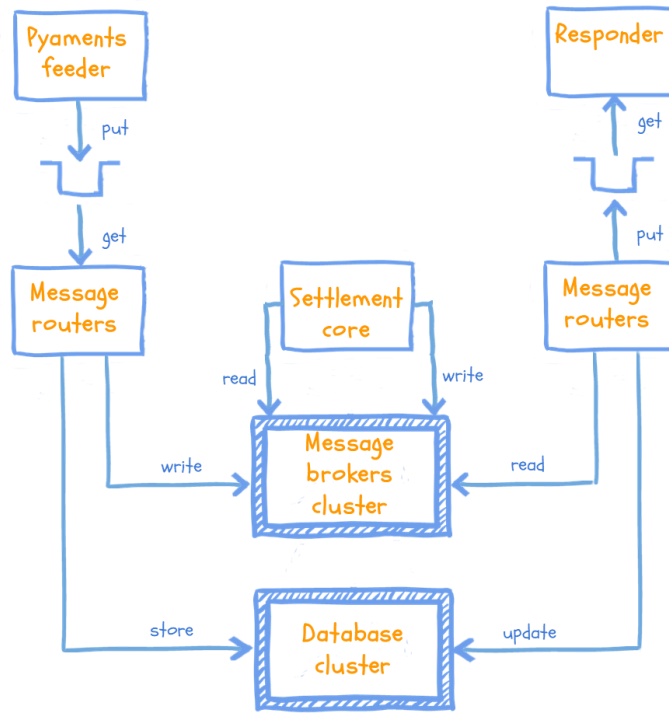 Pyaments
feeder
Responder
put
get
get
put
Message
routers
Settlement
core
Message
routers
read
write
Message
brokers
cluster
write
read
store
Database
cluster
update